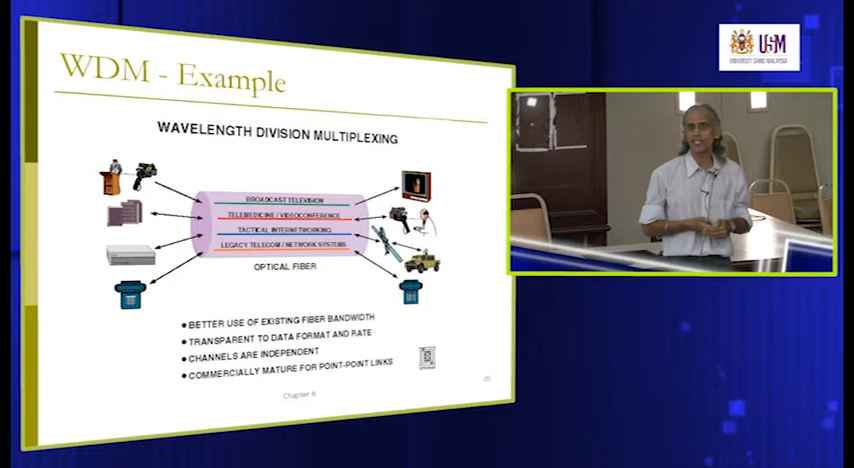 WDM - Example
WAVELENGTH DIVISION MULTIPLEXING
BROADCAST TELEVISION
TELEMEDICINE / VIDEOCONFERENCE
TACTICAL INTERNETWORKING
LEGACY TELECOM / NETWORK SYSTEMS
OPTICAL FIBER
● BETTER USE OF EXISTING FIBER BANDWIDTH
● TRANSPARENT TO DATA FORMAT AND RATE
● CHANNELS ARE INDEPENDENT
● COMMERCIALLY MATURE FOR POINT-POINT LINKS
Chapter 6
20
USM
UNIVERSITI SAINS MALAYSIA